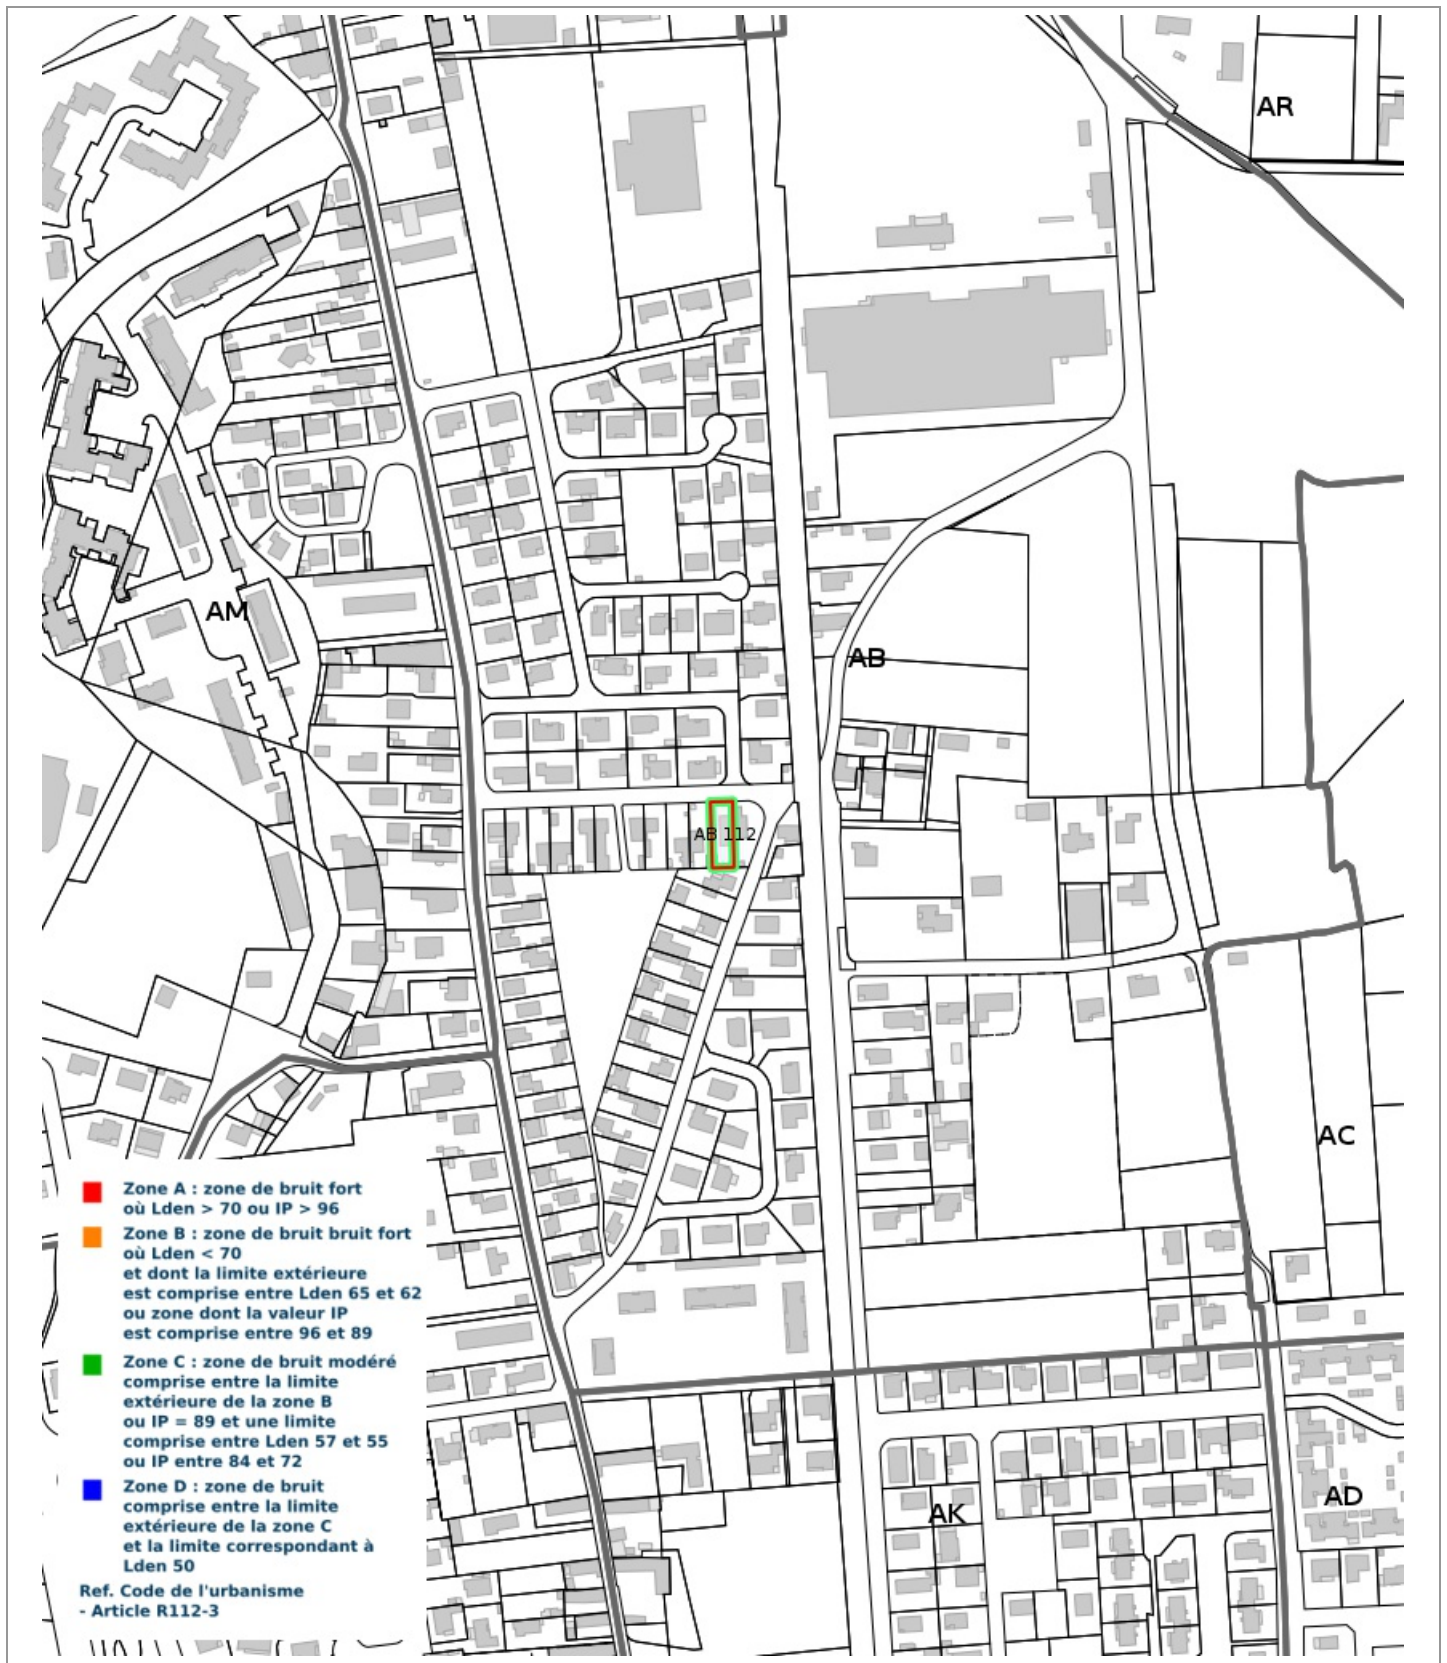 AR
AM
AB
AB 112
AC
Zone A : zone de bruit fort
où Lden > 70 ou IP > 96
Zone B : zone de bruit bruit fort
où Lden < 70
et dont la limite extérieure
est comprise entre Lden 65 et 62
ou zone dont la valeur IP
est comprise entre 96 et 89
Zone C : zone de bruit modéré
comprise entre la limite
extérieure de la zone B
ou IP = 89 et une limite
comprise entre Lden 57 et 55
ou IP entre 84 et 72
Zone D : zone de bruit
comprise entre la limite
extérieure de la zone C
et la limite correspondant à
Lden 50
Ref. Code de l'urbanisme
- Article R112-3
AK
AD